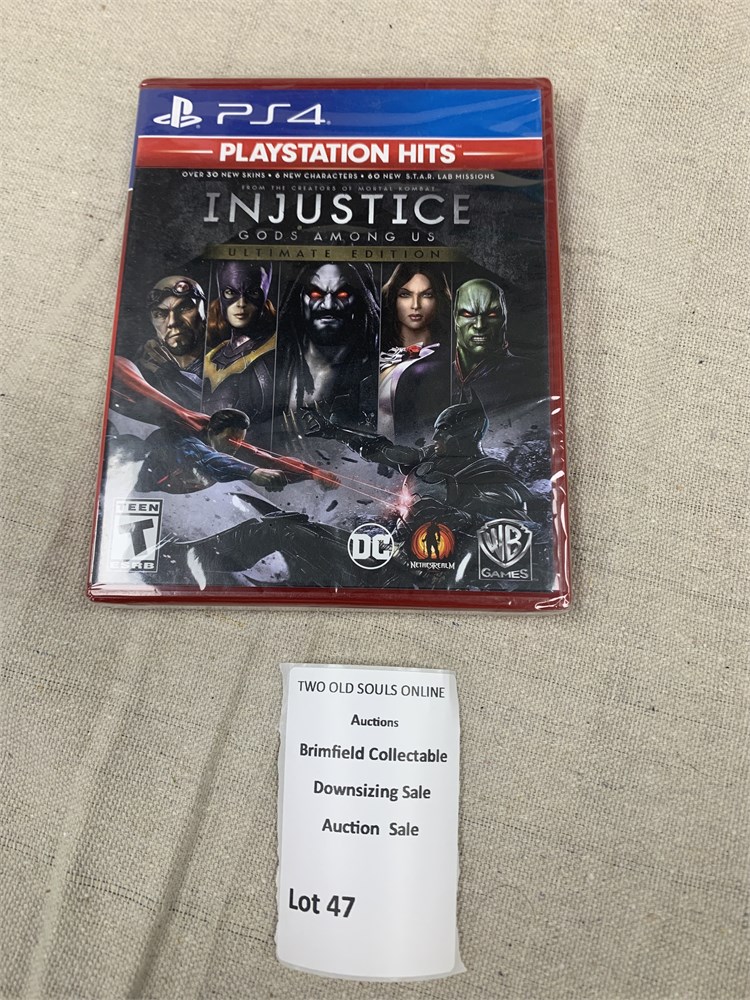 PS4
PLAYSTATION HITS™
OVER 30 NEW SKINS • 6 NEW CHARACTERS • 60 NEW S.T.A.R. LAB MISSIONS
FROM THE CREATORS OF MORTAL KOMBAT
INJUSTICE
GODS AMONG US
ULTIMATE EDITION
TEEN
T
ESRB
DC
NETHERREALM
WB
GAMES
TWO OLD SOULS ONLINE
Auctions
Brimfield Collectable
Downsizing Sale
Auction Sale
Lot 47